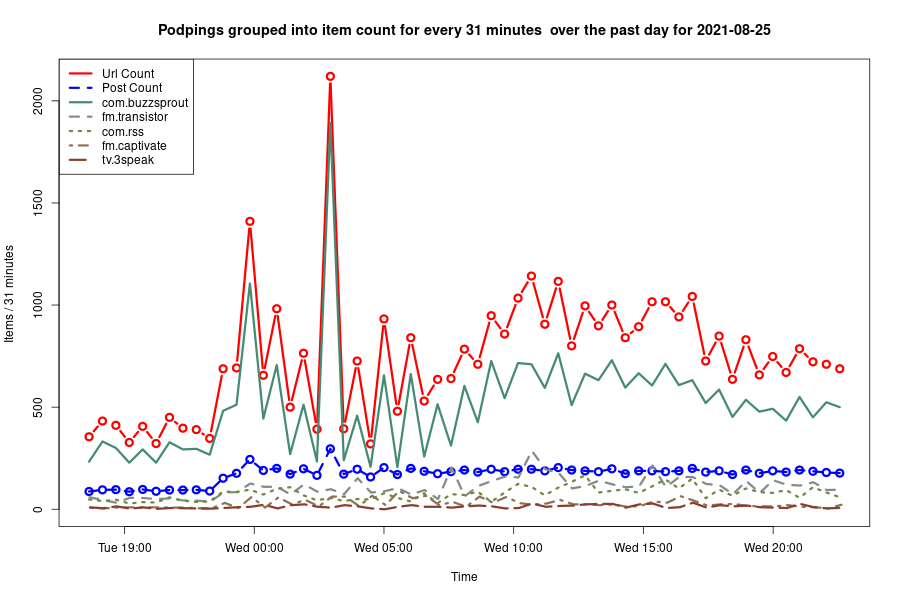 Podpings grouped into item count for every 31 minutes  over the past day for 2021-08-25
Url Count
Post Count
com.buzzsprout
fm.transistor
com.rss
fm.captivate
tv.3speak
Items / 31 minutes
2000
1500
1000
500
0
Tue 19:00 Wed 00:00 Wed 05:00 Wed 10:00 Wed 15:00 Wed 20:00
Time